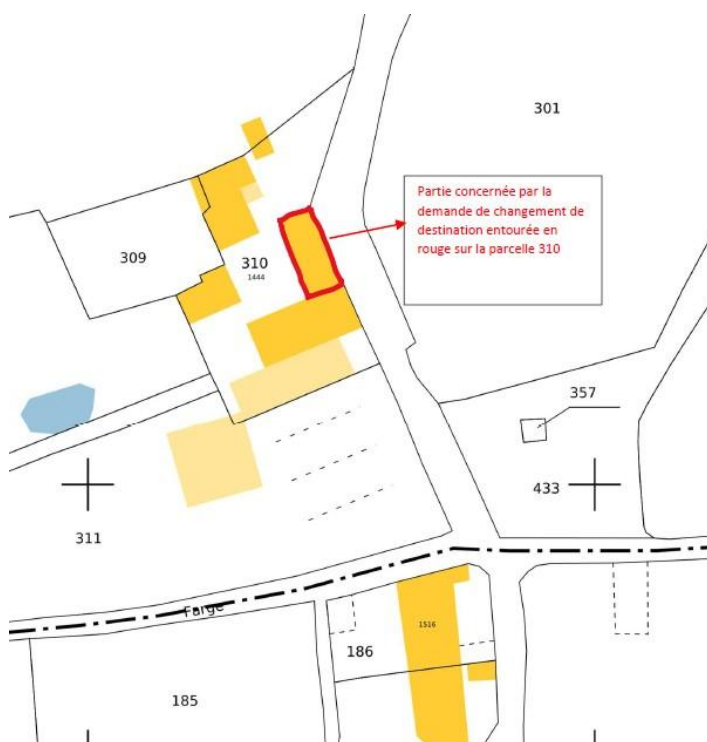 301
Partie concernée par la
demande de changement de
destination entourée en
rouge sur la parcelle 310
309
310
1444
357
433
311
Farge
1516
186
185